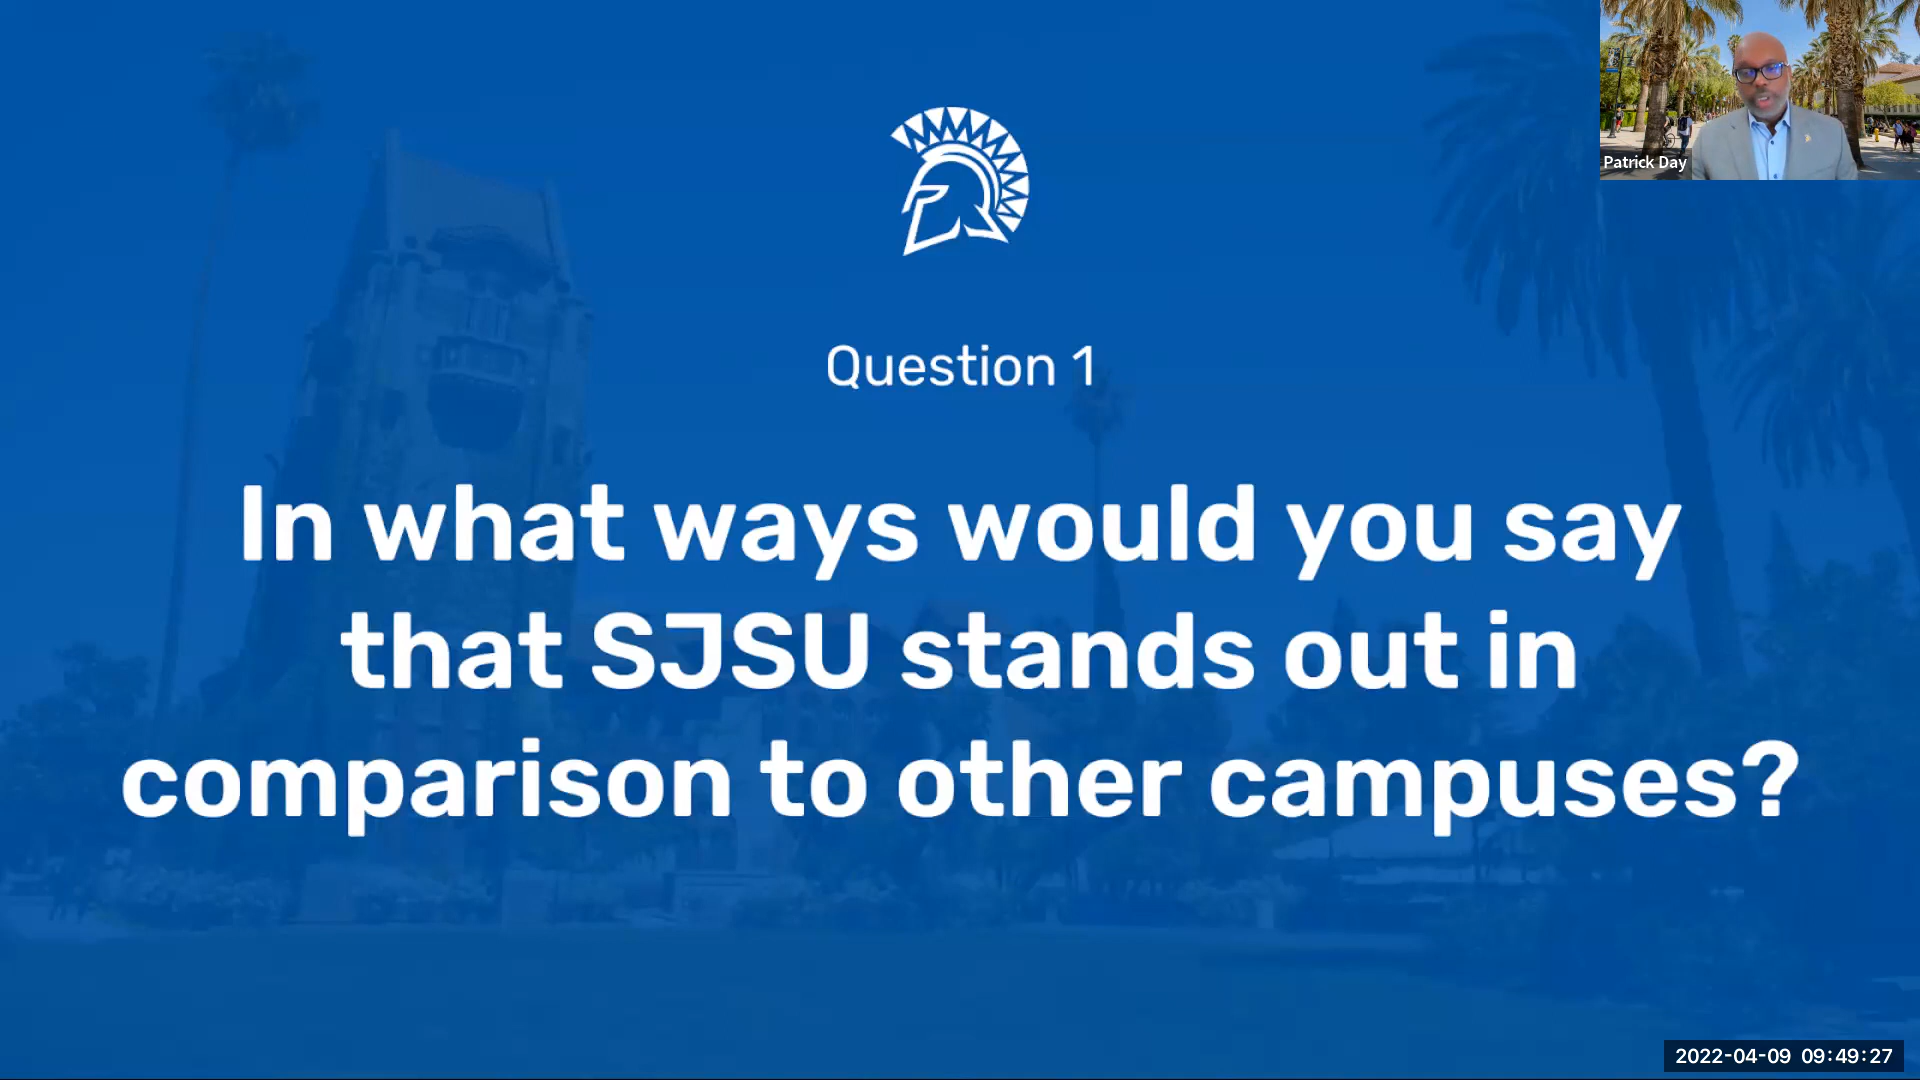 Patrick Day
Question 1
In what ways would you say
that SJSU stands out in
comparison to other campuses?
2022-04-09 09:49:27